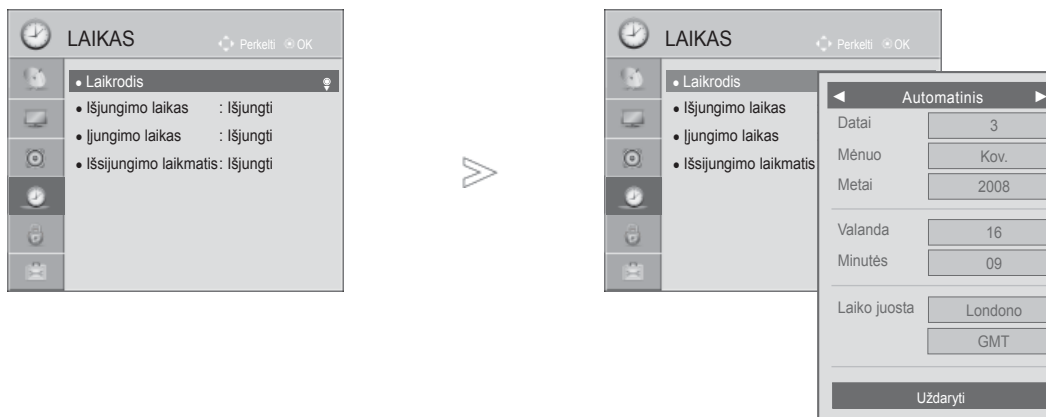 LAIKAS
Perkelti OK
• Laikrodis
• Išjungimo laikas : Išjungti
• Įjungimo laikas : Išjungti
• Išsijungimo laikmatis : Išjungti
LAIKAS
Perkelti OK
• Laikrodis
• Išjungimo laikas
• Įjungimo laikas
• Išsijungimo laikmatis
◀ Automatinis ▶
Datai 3
Mėnuo Kov.
Metai 2008
Valanda 16
Minutės 09
Laiko juosta Londono
GMT
Uždaryti